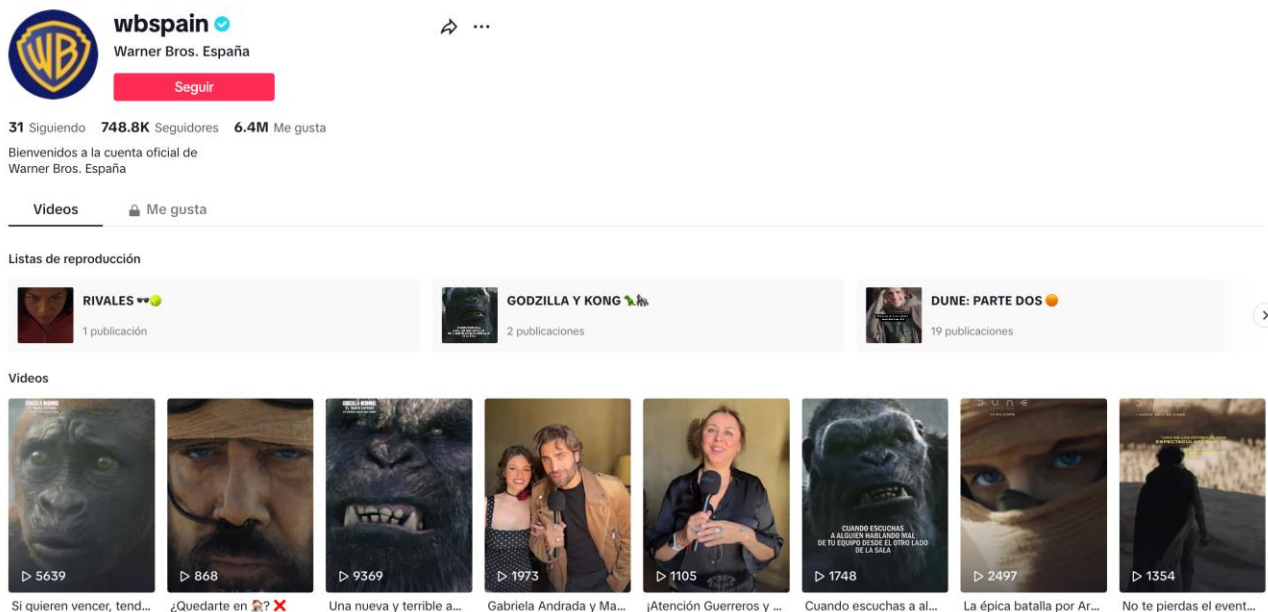 WB
wbspain
Warner Bros. España
Seguir
31 Siguiendo 748.8K Seguidores 6.4M Me gusta
Bienvenidos a la cuenta oficial de
Warner Bros. España
Videos Me gusta
Listas de reproducción
RIVALES 🕶️🎾
1 publicación
GODZILLA Y KONG 🦖🦍
2 publicaciones
DUNE: PARTE DOS 🟠
19 publicaciones
Videos
5639
Si quieren vencer, tend...
868
¿Quedarte en 🏠? ❌
9369
Una nueva y terrible a...
1973
Gabriela Andrada y Ma...
1105
¡Atención Guerreros y ...
CUANDO ESCUCHAS
A ALGUIEN HABLANDO MAL
DE TU EQUIPO DESDE EL OTRO LADO
DE LA SALA
1748
Cuando escuchas a al...
DUNE
2497
La épica batalla por Ar...
1354
No te pierdas el event...